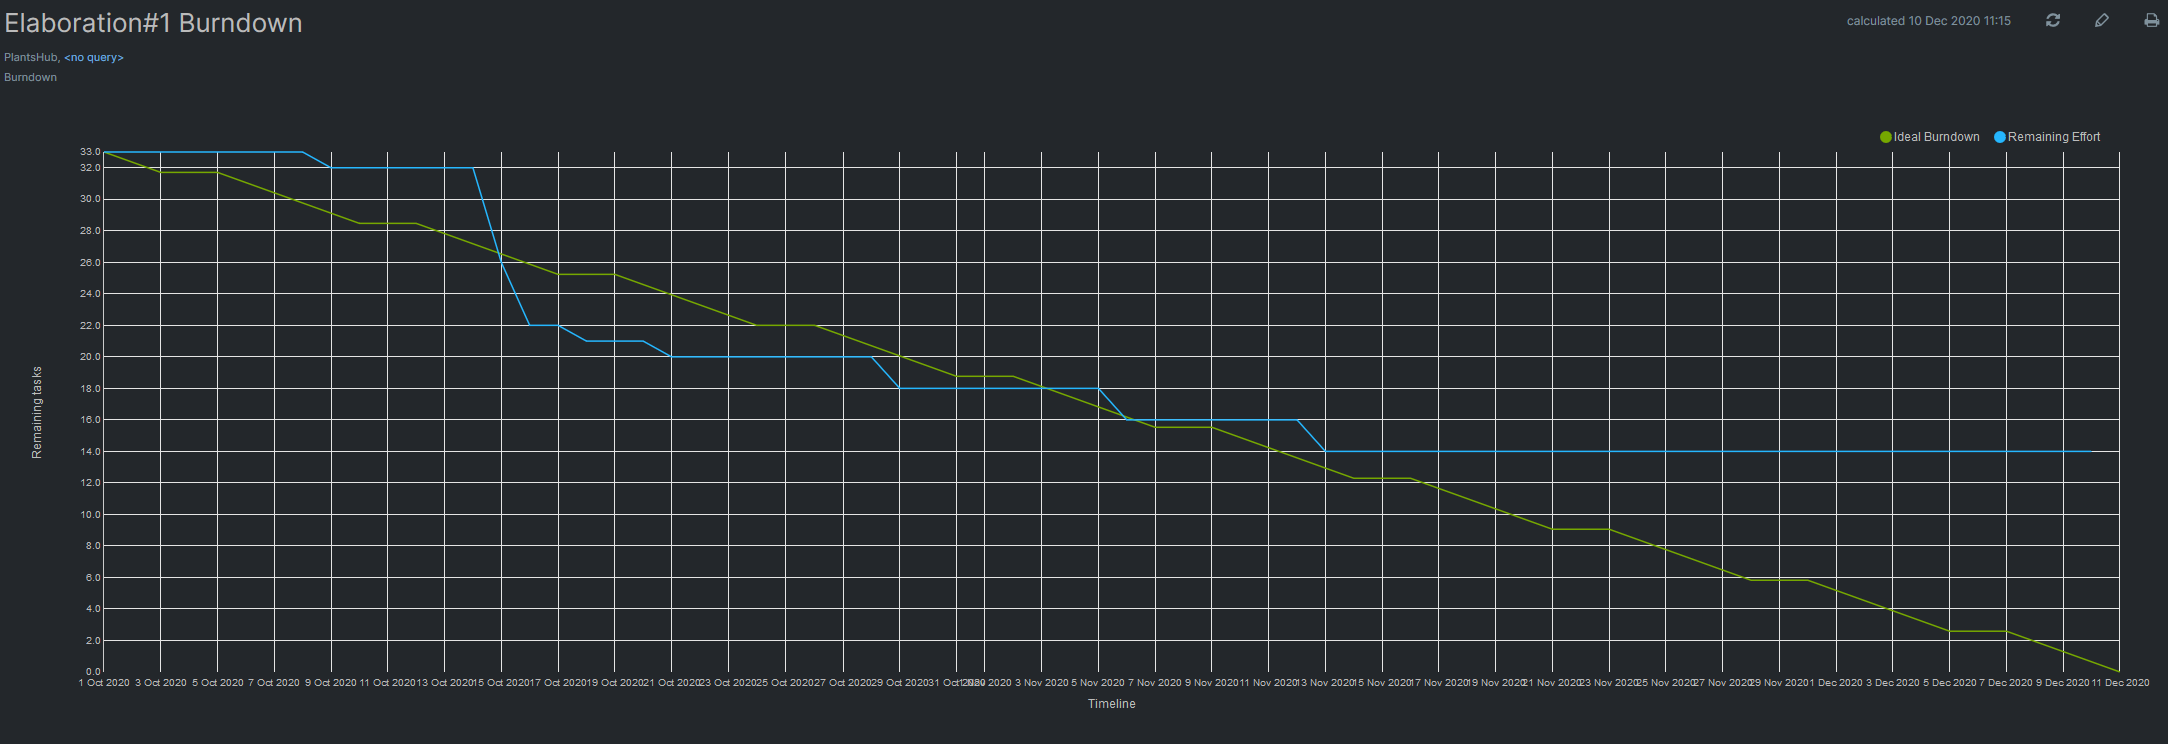 Elaboration#1 Burndown
calculated 10 Dec 2020 11:15
PlantsHub, <no query>
Burndown
Ideal Burndown
Remaining Effort
33.0
32.0
30.0
28.0
26.0
24.0
22.0
20.0
18.0
16.0
14.0
12.0
10.0
8.0
6.0
4.0
2.0
0.0
Remaining tasks
1 Oct 2020 3 Oct 2020 5 Oct 2020 7 Oct 2020 9 Oct 2020 11 Oct 2020 13 Oct 2020 15 Oct 2020 17 Oct 2020 19 Oct 2020 21 Oct 2020 23 Oct 2020 25 Oct 2020 27 Oct 2020 29 Oct 2020 31 Oct 2020 3 Nov 2020 5 Nov 2020 7 Nov 2020 9 Nov 2020 11 Nov 2020 13 Nov 2020 15 Nov 2020 17 Nov 2020 19 Nov 2020 21 Nov 2020 23 Nov 2020 25 Nov 2020 27 Nov 2020 29 Nov 2020 1 Dec 2020 3 Dec 2020 5 Dec 2020 7 Dec 2020 9 Dec 2020 11 Dec 2020
Timeline